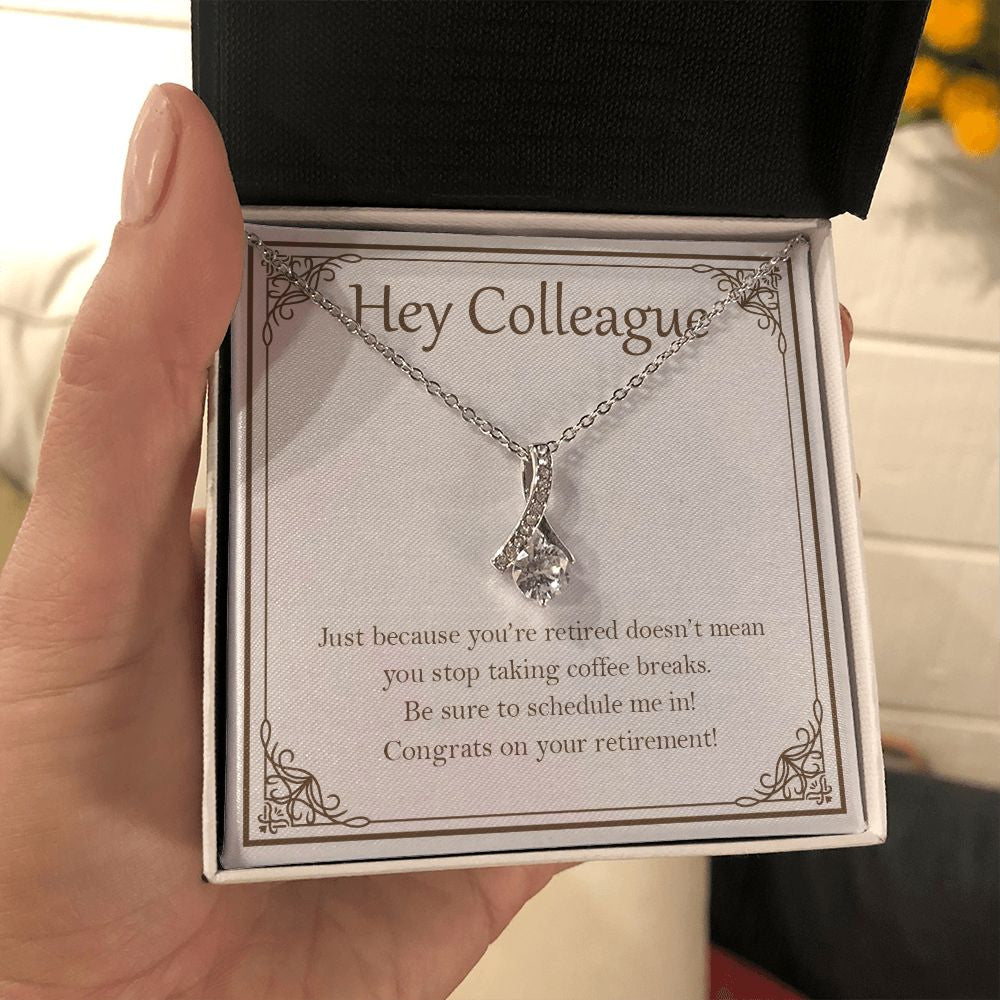 Hey Colleague
Just because you're retired doesn't mean
you stop taking coffee breaks.
Be sure to schedule me in!
Congrats on your retirement!